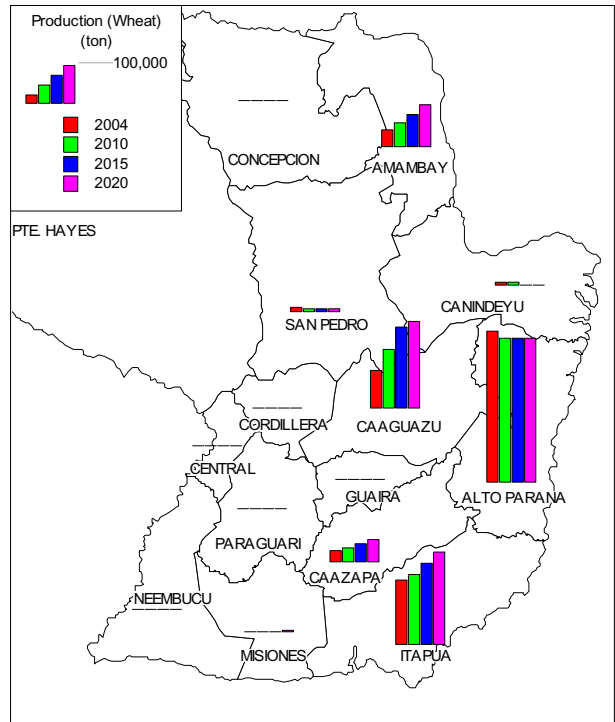 Production (Wheat)
(ton)
100,000
2004
2010
2015
2020
CONCEPCION
AMAMBAY
PTE. HAYES
CANINDEYU
SAN PEDRO
CORDILLERA
CAAGUAZU
CENTRAL
GUAIRA
ALTO PARANA
PARAGUARI
CAAZAPA
NEEMBUCU
MISIONES
ITAPUA